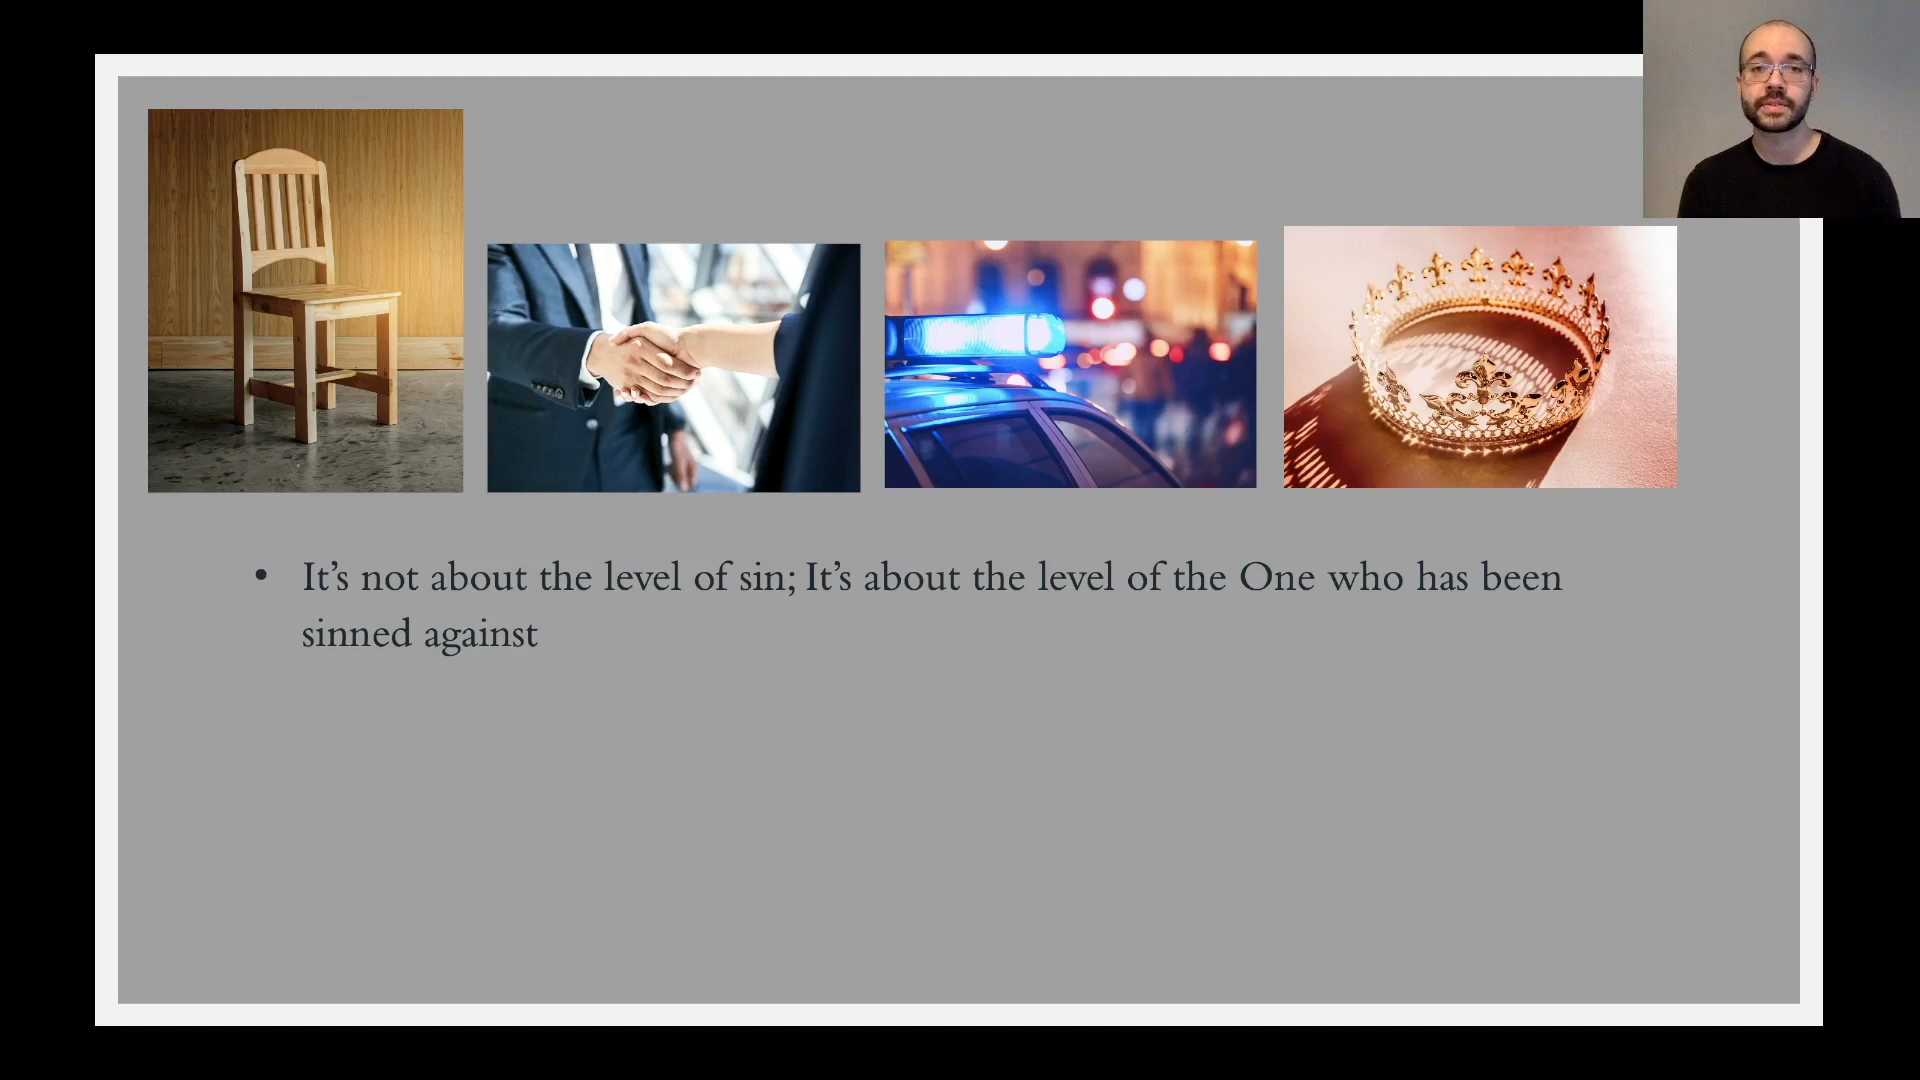 • It’s not about the level of sin; It’s about the level of the One who has been
sinned against